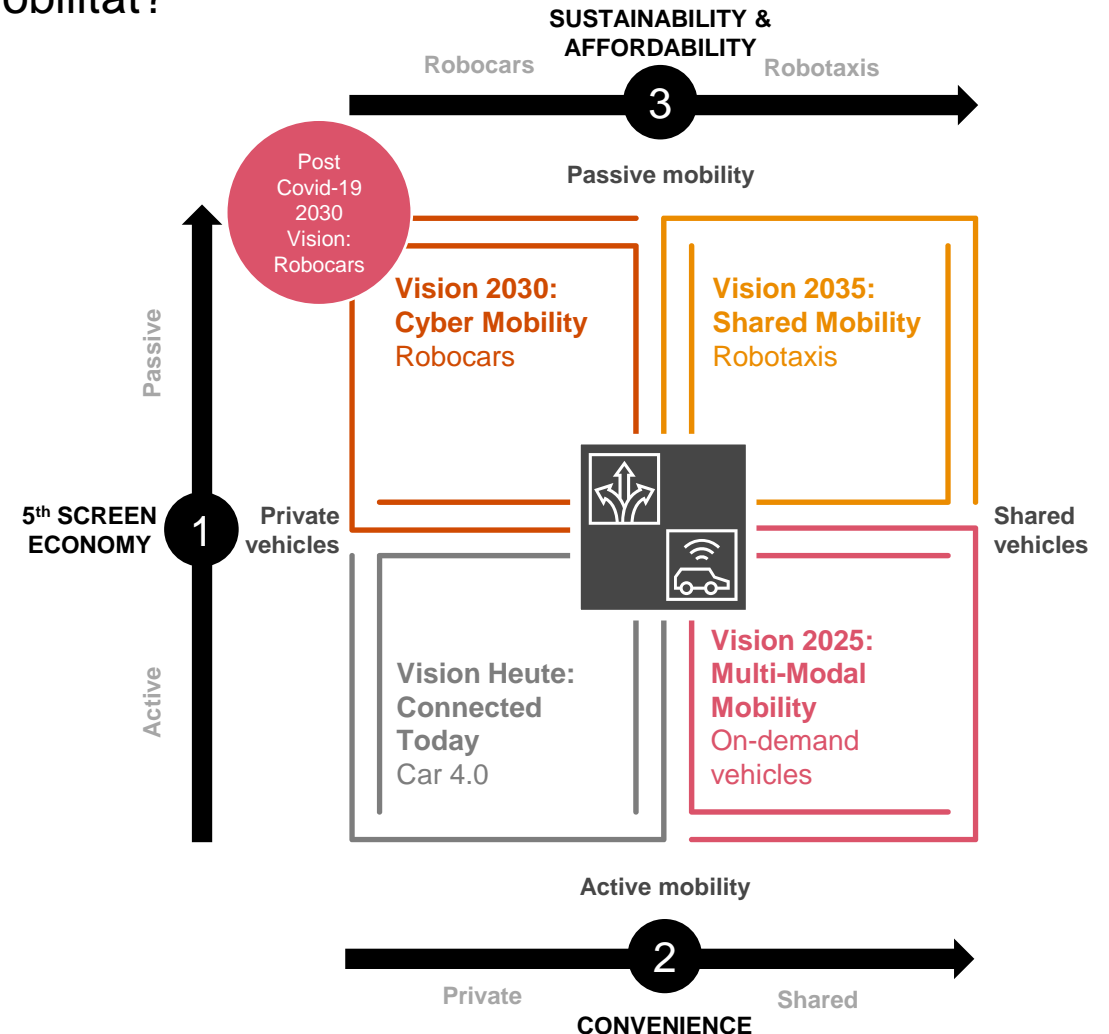 obilität?
SUSTAINABILITY &
AFFORDABILITY
Robocars
Robotaxis
3
Passive mobility
Post
Covid-19
2030
Vision:
Robocars
Vision 2030:
Cyber Mobility
Robocars
Vision 2035:
Shared Mobility
Robotaxis
Passive
5th SCREEN
ECONOMY
1
Private
vehicles
Shared
vehicles
Active
Vision Heute:
Connected
Today
Car 4.0
Vision 2025:
Multi-Modal
Mobility
On-demand
vehicles
Active mobility
2
Private
Shared
CONVENIENCE